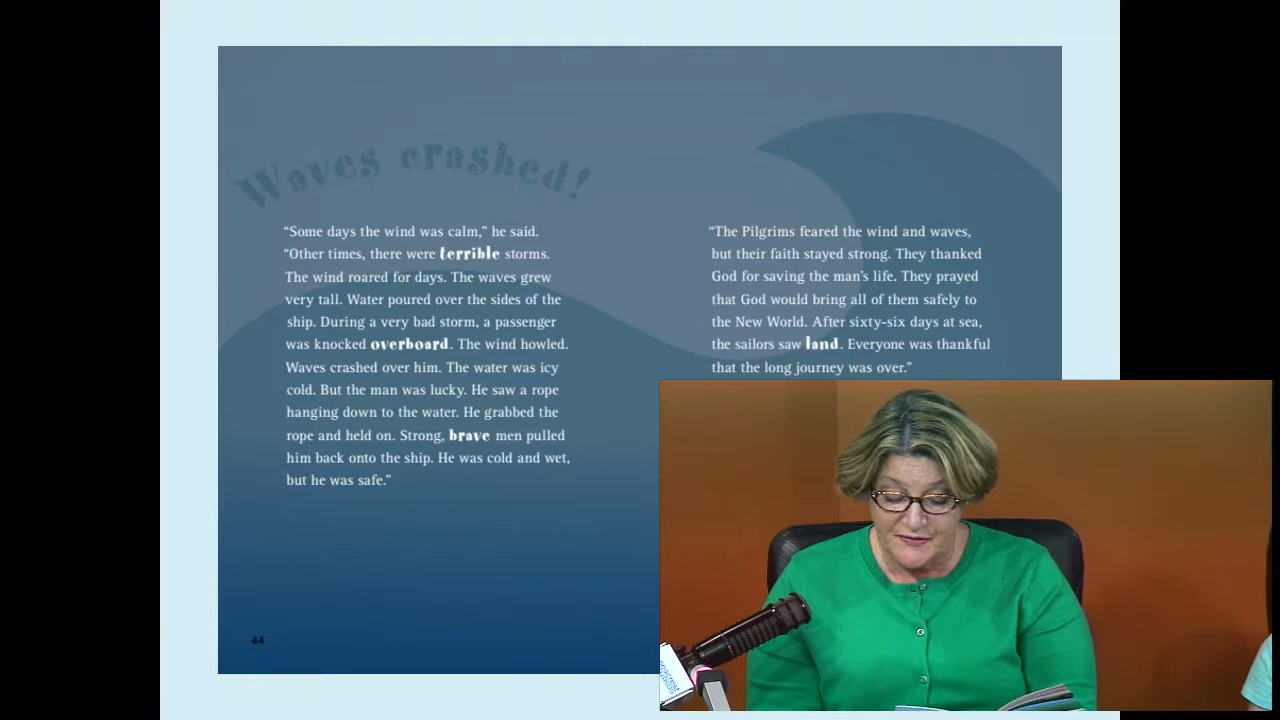 Waves crashed!
“Some days the wind was calm,” he said.
“Other times, there were terrible storms.
The wind roared for days. The waves grew
very tall. Water poured over the sides of the
ship. During a very bad storm, a passenger
was knocked overboard. The wind howled.
Waves crashed over him. The water was icy
cold. But the man was lucky. He saw a rope
hanging down to the water. He grabbed the
rope and held on. Strong, brave men pulled
him back onto the ship. He was cold and wet,
but he was safe.”
44
“The Pilgrims feared the wind and waves,
but their faith stayed strong. They thanked
God for saving the man’s life. They prayed
that God would bring all of them safely to
the New World. After sixty-six days at sea,
the sailors saw land. Everyone was thankful
that the long journey was over.”